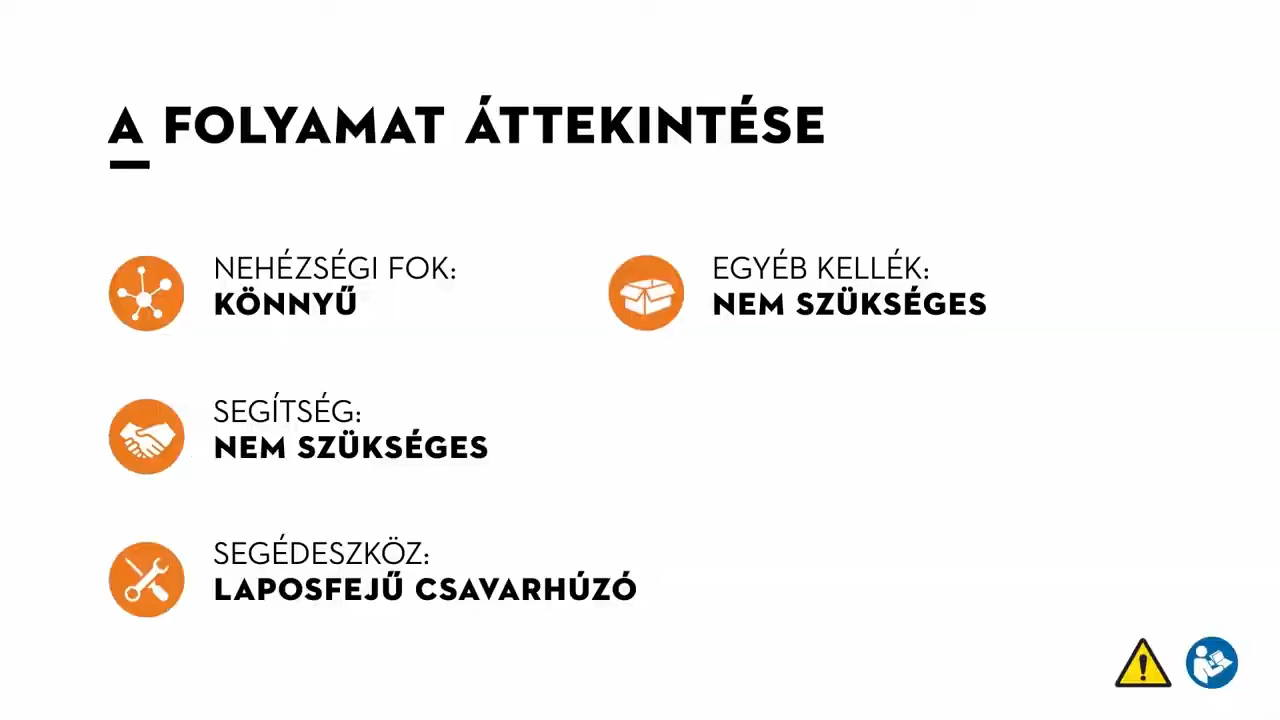 A FOLYAMAT ÁTTEKINTÉSE
NEHÉZSÉGI FOK:
KÖNNYŰ
EGYÉB KELLÉK:
NEM SZÜKSÉGES
SEGÍTSÉG:
NEM SZÜKSÉGES
SEGÉDESZKÖZ:
LAPOSFEJŰ CSAVARHÚZÓ